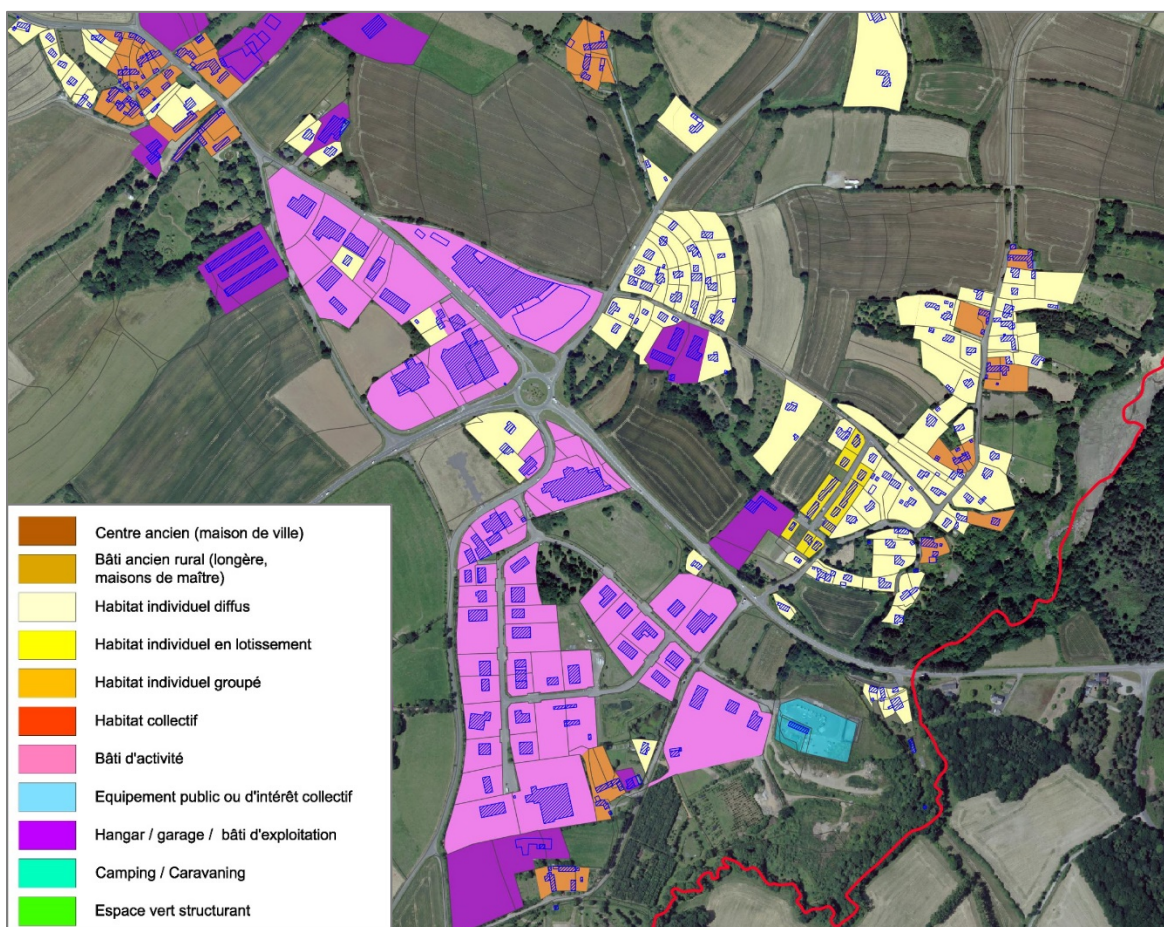 Centre ancien (maison de ville)
Bâti ancien rural (longère,
maisons de maître)
Habitat individuel diffus
Habitat individuel en lotissement
Habitat individuel groupé
Habitat collectif
Bâti d'activité
Equipement public ou d'intérêt collectif
Hangar / garage / bâti d'exploitation
Camping / Caravaning
Espace vert structurant